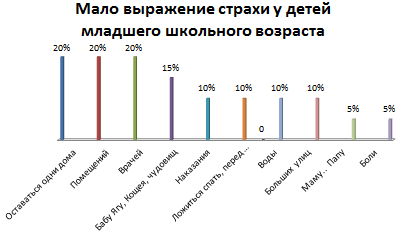 Мало выражение страхи у детей
младшего школьного возраста
20% 20% 20%
15%
10% 10% 0 10% 10%
5% 5%
Оставаться одни дома
Помещений
Врачей
Бабу Ягу, Кощея, чудовищ
Наказания
Ложиться спать, перед...
Воды
Больших улиц
Маму... Папу
Боли